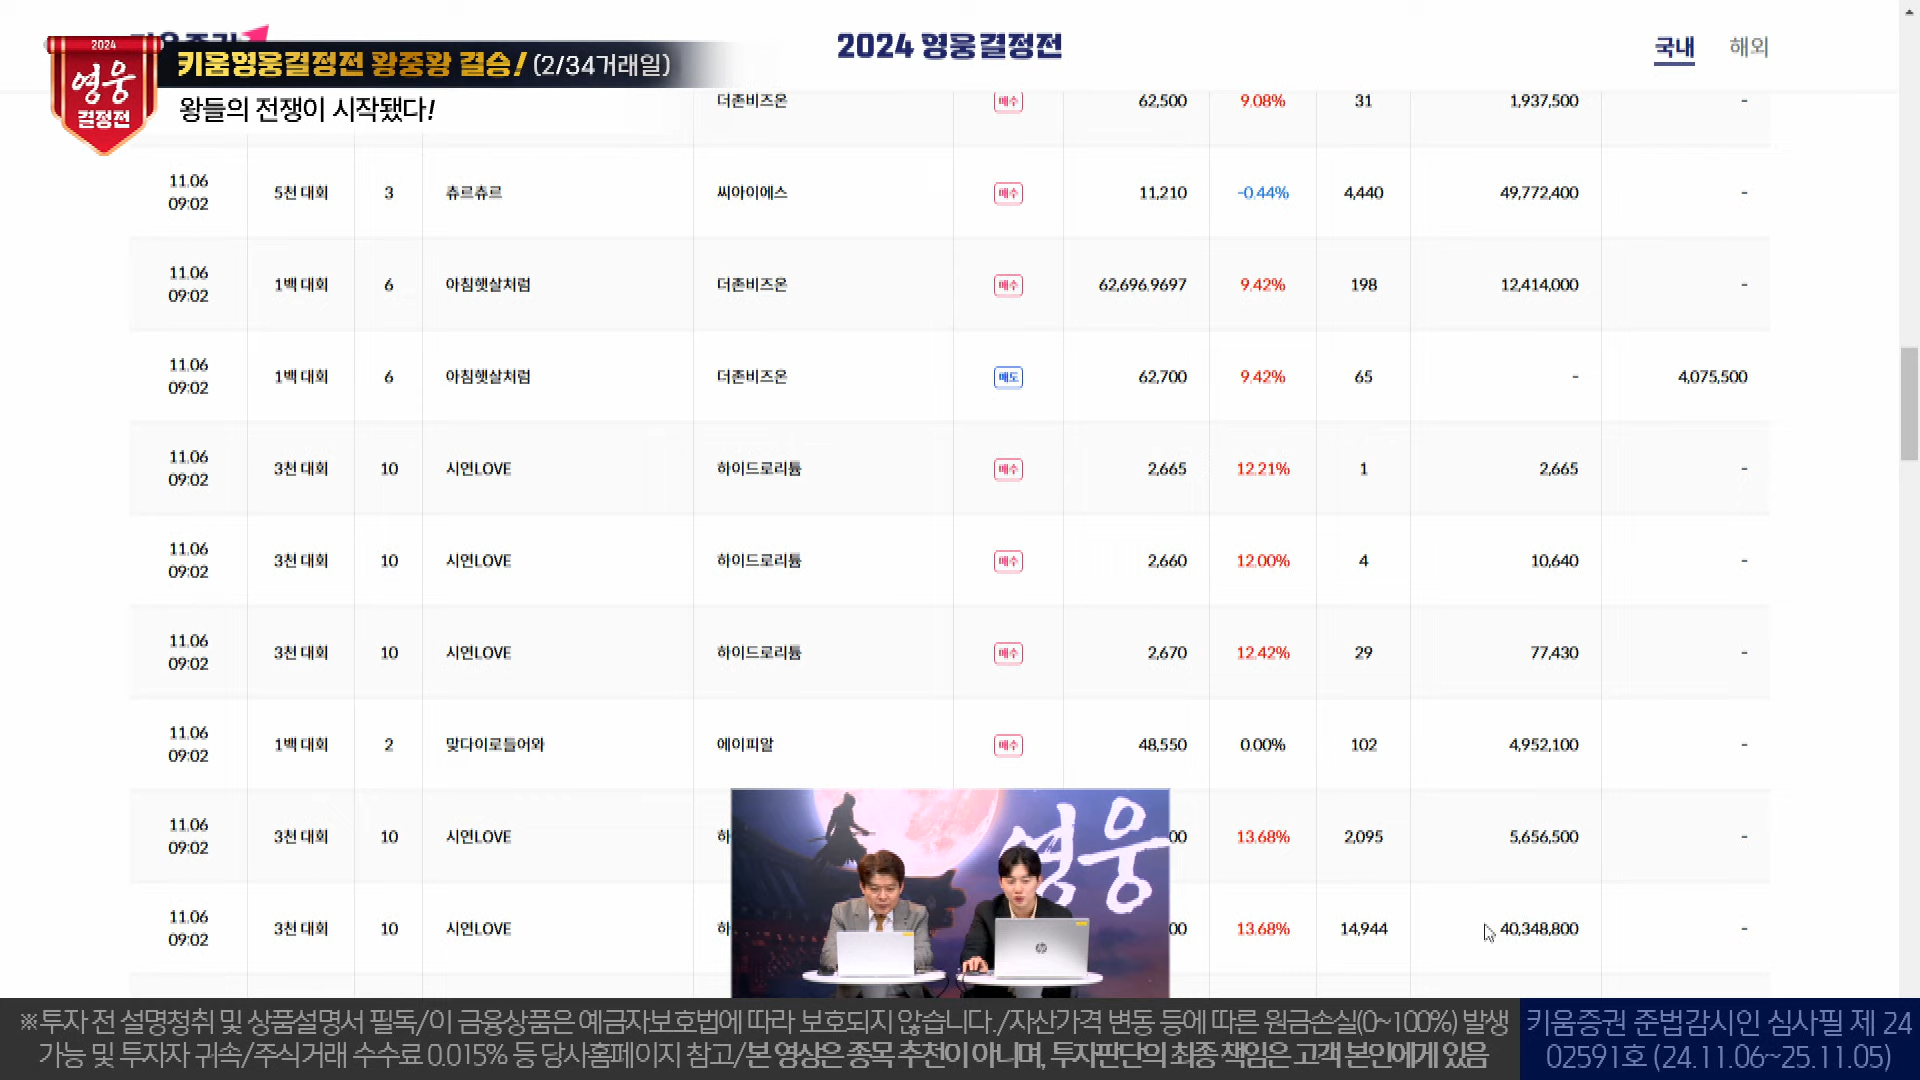 2024
영웅
결정전
키움영웅결정전 왕중왕 결승! (2/34거래일)
왕들의 전쟁이 시작됐다!
2024 영웅결정전
국내 해외
더존비즈온 매수 62,500 9.08% 31 1,937,500 -
11.06 09:02 5천 대회 3 츄르츄르 씨아이에스 매수 11,210 -0.44% 4,440 49,772,400 -
11.06 09:02 1백 대회 6 아침햇살처럼 더존비즈온 매수 62,696.9697 9.42% 198 12,414,000 -
11.06 09:02 1백 대회 6 아침햇살처럼 더존비즈온 매도 62,700 9.42% 65 - 4,075,500
11.06 09:02 3천 대회 10 시연LOVE 하이드로리튬 매수 2,665 12.21% 1 2,665 -
11.06 09:02 3천 대회 10 시연LOVE 하이드로리튬 매수 2,660 12.00% 4 10,640 -
11.06 09:02 3천 대회 10 시연LOVE 하이드로리튬 매수 2,670 12.42% 29 77,430 -
11.06 09:02 1백 대회 2 맞다이로들어와 에이피알 매수 48,550 0.00% 102 4,952,100 -
11.06 09:02 3천 대회 10 시연LOVE 하 00 13.68% 2,095 5,656,500 -
11.06 09:02 3천 대회 10 시연LOVE 하 00 13.68% 14,944 40,348,800 -
영웅
hp
※투자 전 설명청취 및 상품설명서 필독/이 금융상품은 예금자보호법에 따라 보호되지 않습니다./자산가격 변동 등에 따른 원금손실(0~100%) 발생
가능 및 투자자 귀속/주식거래 수수료 0.015% 등 당사홈페이지 참고/본 영상은 종목 추천이 아니며, 투자판단의 최종 책임은 고객 본인에게 있음
키움증권 준법감시인 심사필 제 24
02591호 (24.11.06~25.11.05)